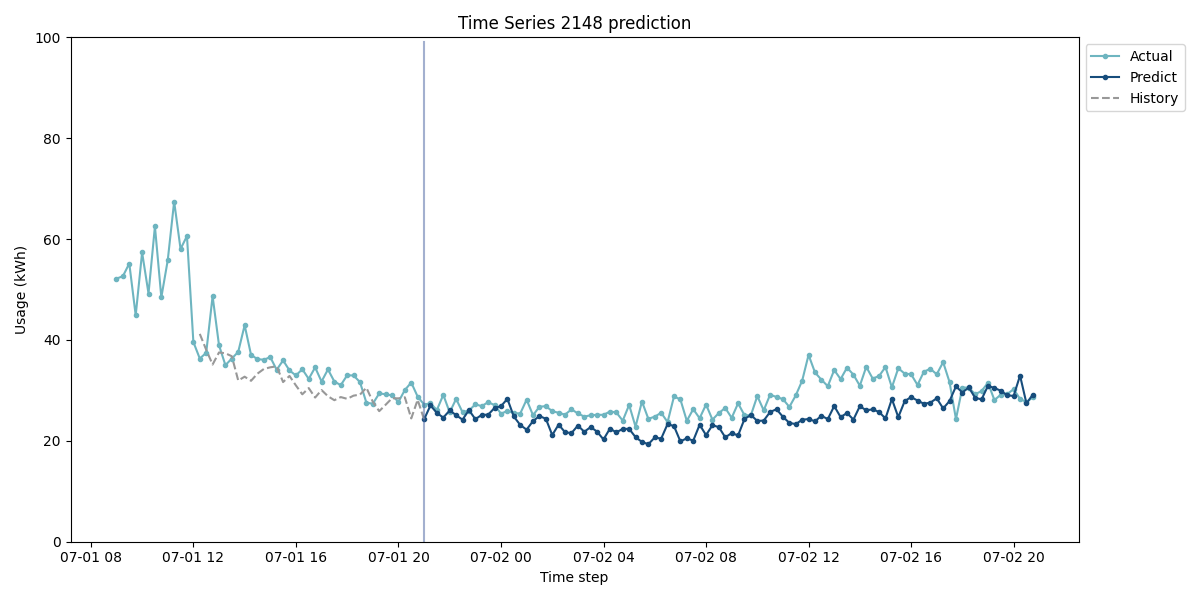 Time Series 2148 prediction
100
80
60
40
20
0
Usage (kWh)
07-01 08 07-01 12 07-01 16 07-01 20 07-02 00 07-02 04 07-02 08 07-02 12 07-02 16 07-02 20
Time step
Actual
Predict
History